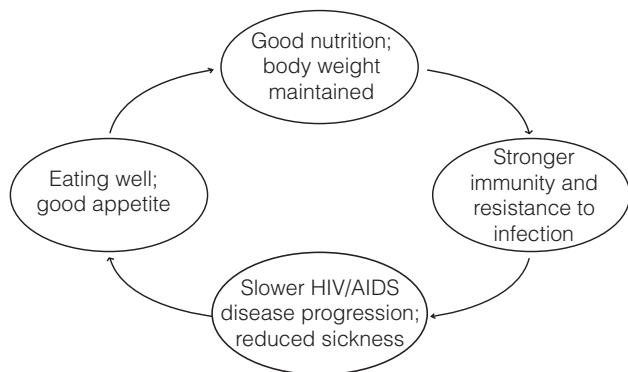 Good nutrition;
body weight
maintained
Stronger
immunity and
resistance to
infection
Slower HIV/AIDS
disease progression;
reduced sickness
Eating well;
good appetite